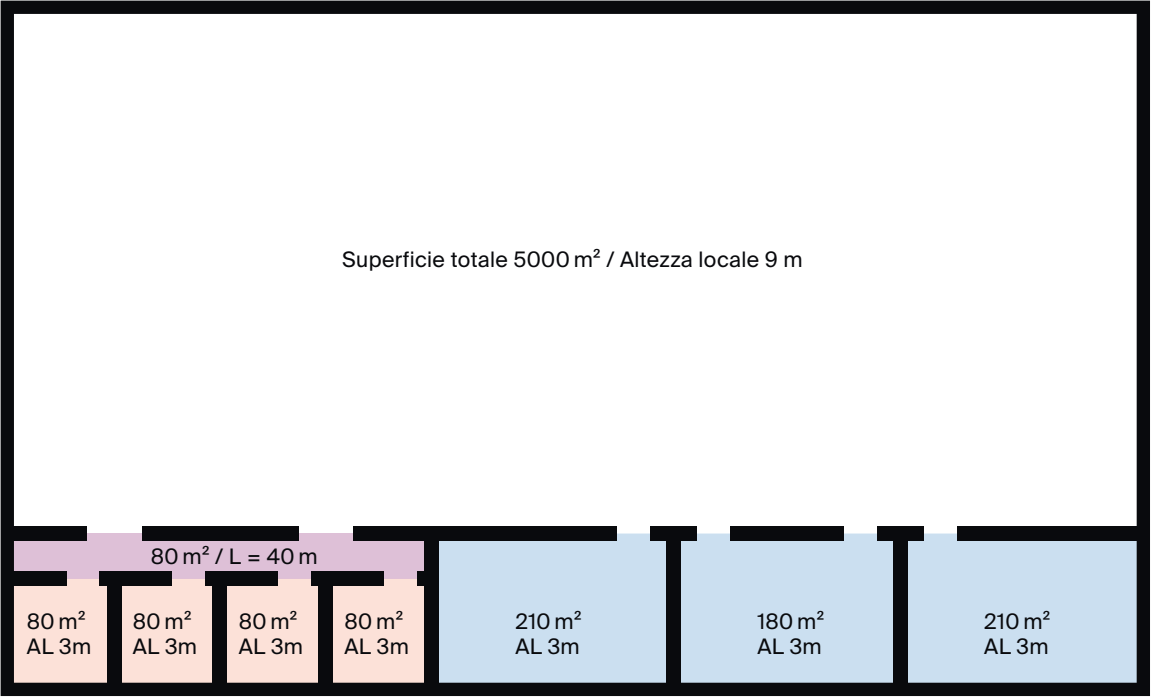 Superficie totale 5000 m² / Altezza locale 9 m
80 m² / L = 40 m
80 m²
AL 3m
80 m²
AL 3m
80 m²
AL 3m
80 m²
AL 3m
210 m²
AL 3m
180 m²
AL 3m
210 m²
AL 3m